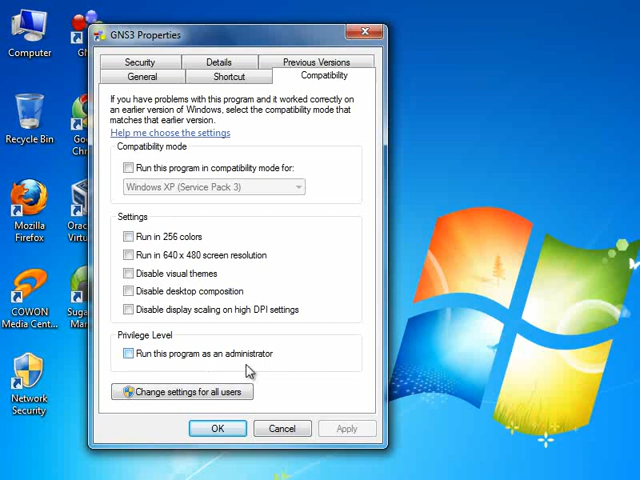 GNS3 Properties
Security
Details
Previous Versions
General
Shortcut
Compatibility
If you have problems with this program and it worked correctly on
an earlier version of Windows, select the compatibility mode that
matches that earlier version.
Help me choose the settings
Compatibility mode
Run this program in compatibility mode for:
Windows XP (Service Pack 3)
Settings
Run in 256 colors
Run in 640 x 480 screen resolution
Disable visual themes
Disable desktop composition
Disable display scaling on high DPI settings
Privilege Level
Run this program as an administrator
Change settings for all users
OK
Cancel
Apply
Computer
Recycle Bin
Mozilla
Firefox
COWON
Media Cent...
Network
Security